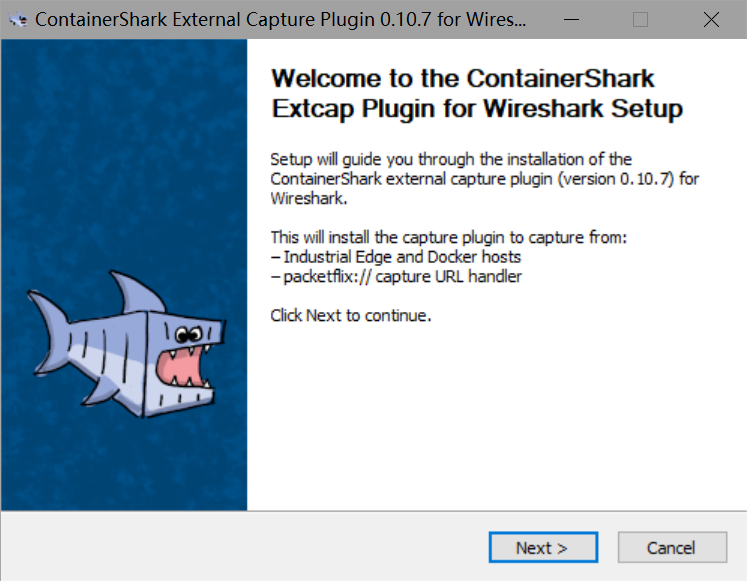 ContainerShark External Capture Plugin 0.10.7 for Wires...
Welcome to the ContainerShark
Extcap Plugin for Wireshark Setup
Setup will guide you through the installation of the
ContainerShark external capture plugin (version 0.10.7) for
Wireshark.
This will install the capture plugin to capture from:
– Industrial Edge and Docker hosts
– packetflix:// capture URL handler
Click Next to continue.
Next >
Cancel